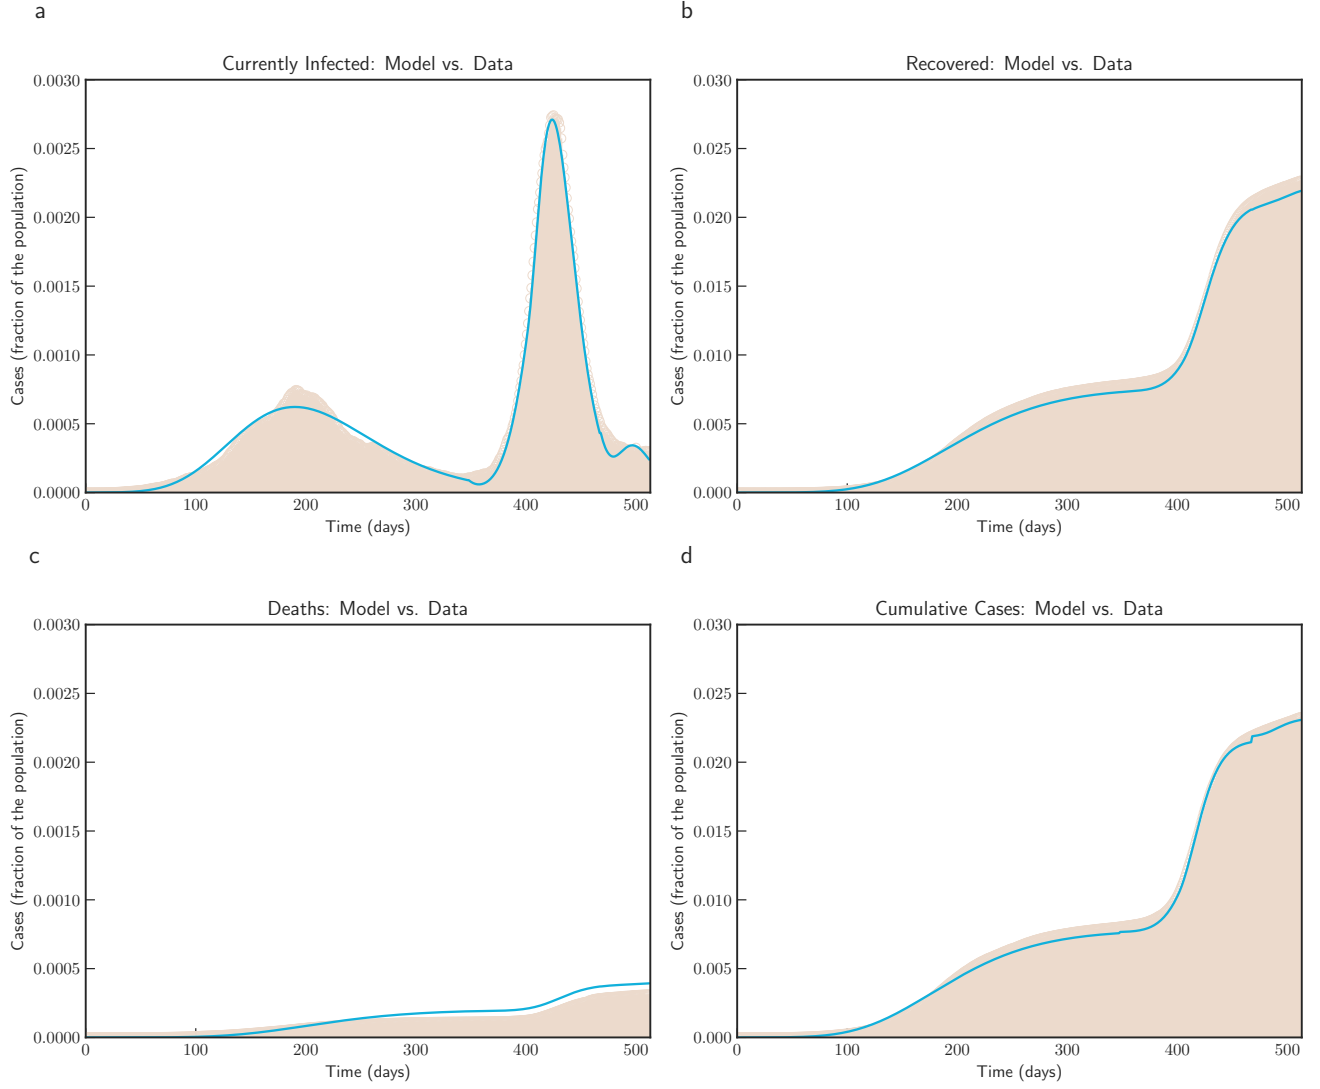 a
Currently Infected: Model vs. Data
Cases (fraction of the population)
0.0030
0.0025
0.0020
0.0015
0.0010
0.0005
0.0000
0 100 200 300 400 500
Time (days)
b
Recovered: Model vs. Data
Cases (fraction of the population)
0.030
0.025
0.020
0.015
0.010
0.005
0.000
0 100 200 300 400 500
Time (days)
c
Deaths: Model vs. Data
Cases (fraction of the population)
0.0030
0.0025
0.0020
0.0015
0.0010
0.0005
0.0000
0 100 200 300 400 500
Time (days)
d
Cumulative Cases: Model vs. Data
Cases (fraction of the population)
0.030
0.025
0.020
0.015
0.010
0.005
0.000
0 100 200 300 400 500
Time (days)